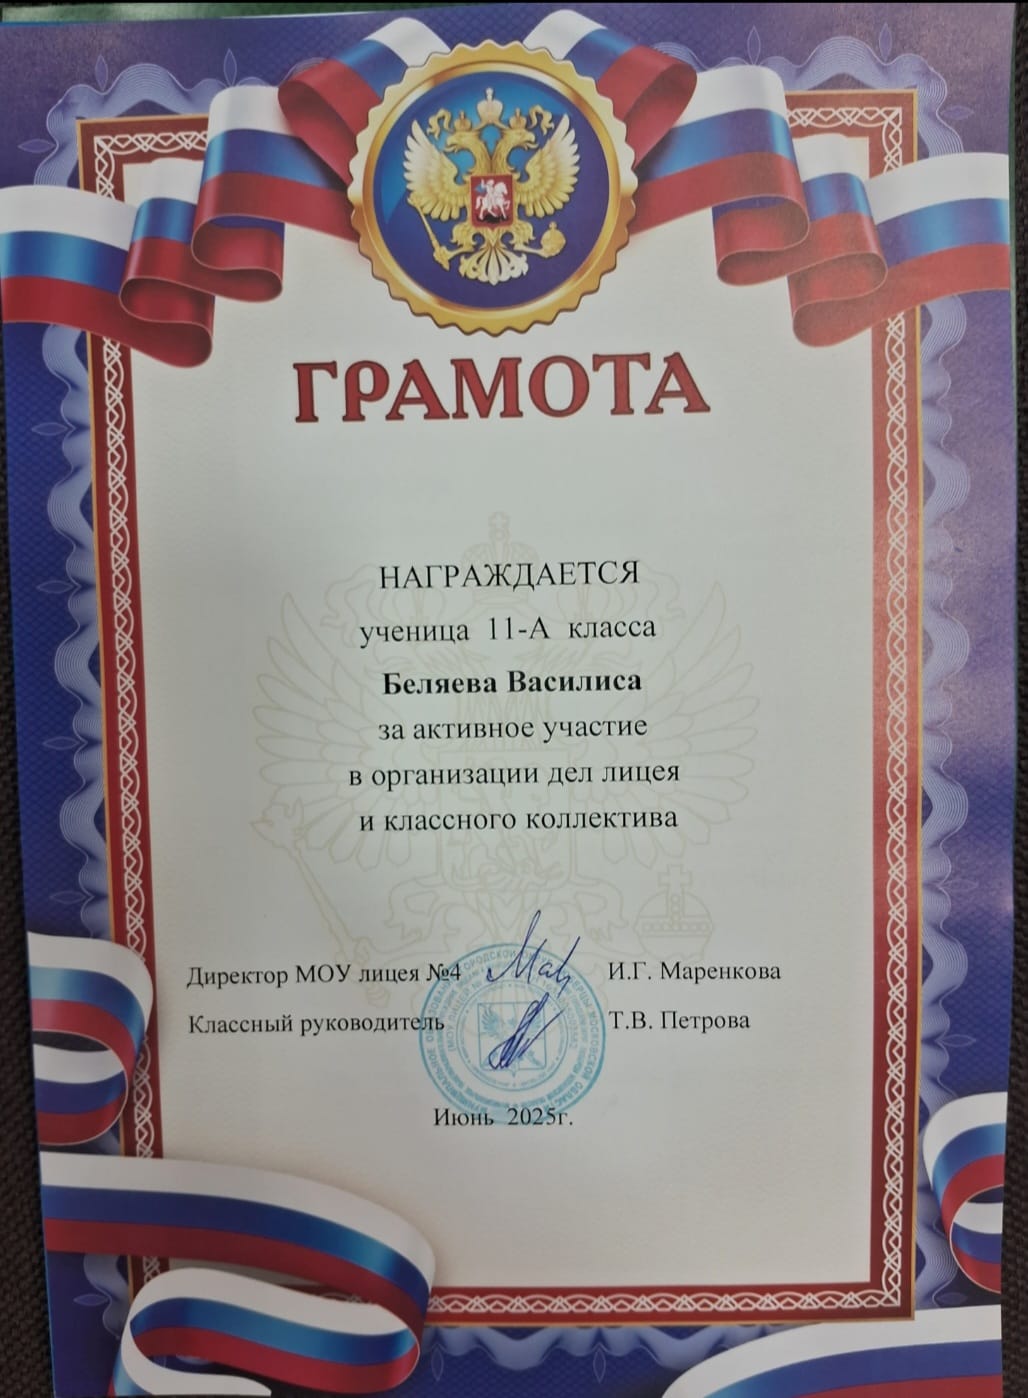 ГРАМОТА
НАГРАЖДАЕТСЯ
ученица 11-А класса
Беляева Василиса
за активное участие
в организации дел лицея
и классного коллектива
Директор МОУ лицея №4 И.Г. Маренкова
Классный руководитель Т.В. Петрова
Июнь 2025г.